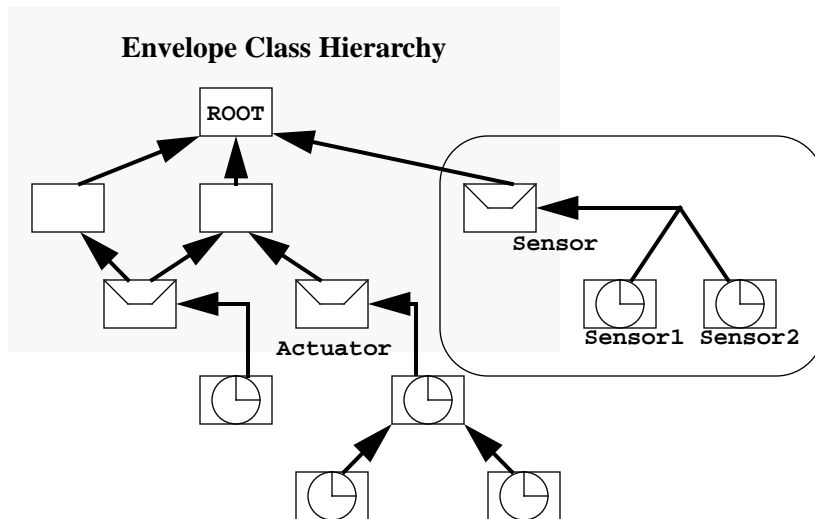 Envelope Class Hierarchy
ROOT
Sensor
Sensor1 Sensor2
Actuator